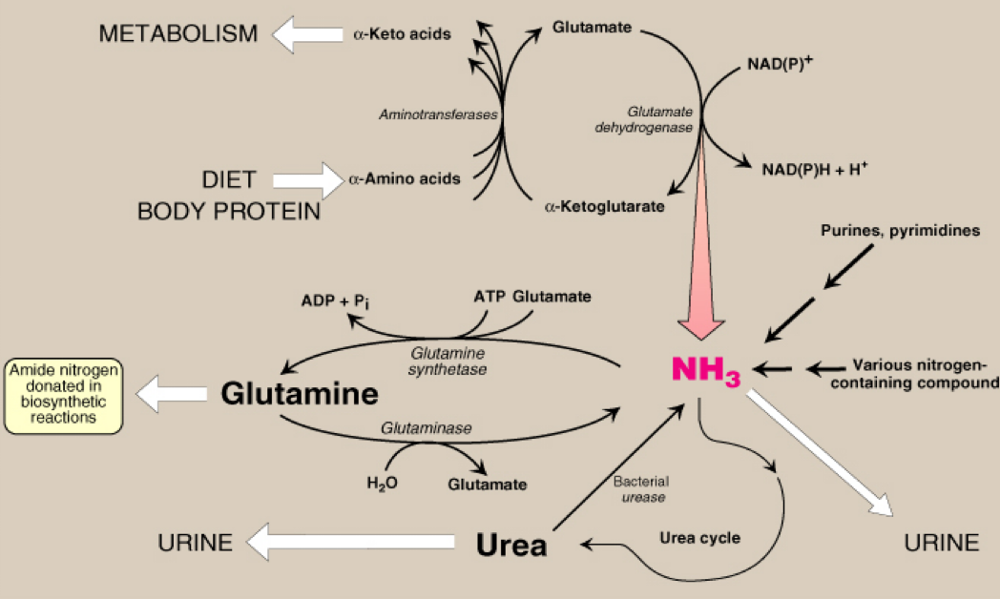 METABOLISM
α-Keto acids
Glutamate
NAD(P)+
Aminotransferases
Glutamate
dehydrogenase
DIET
BODY PROTEIN
α-Amino acids
NAD(P)H + H+
α-Ketoglutarate
Purines, pyrimidines
ADP + Pi
ATP Glutamate
Glutamine
synthetase
NH3
Various nitrogen-
containing compound
Amide nitrogen
donated in
biosynthetic
reactions
Glutamine
Glutaminase
H2O
Glutamate
Bacterial
urease
URINE
Urea
Urea cycle
URINE